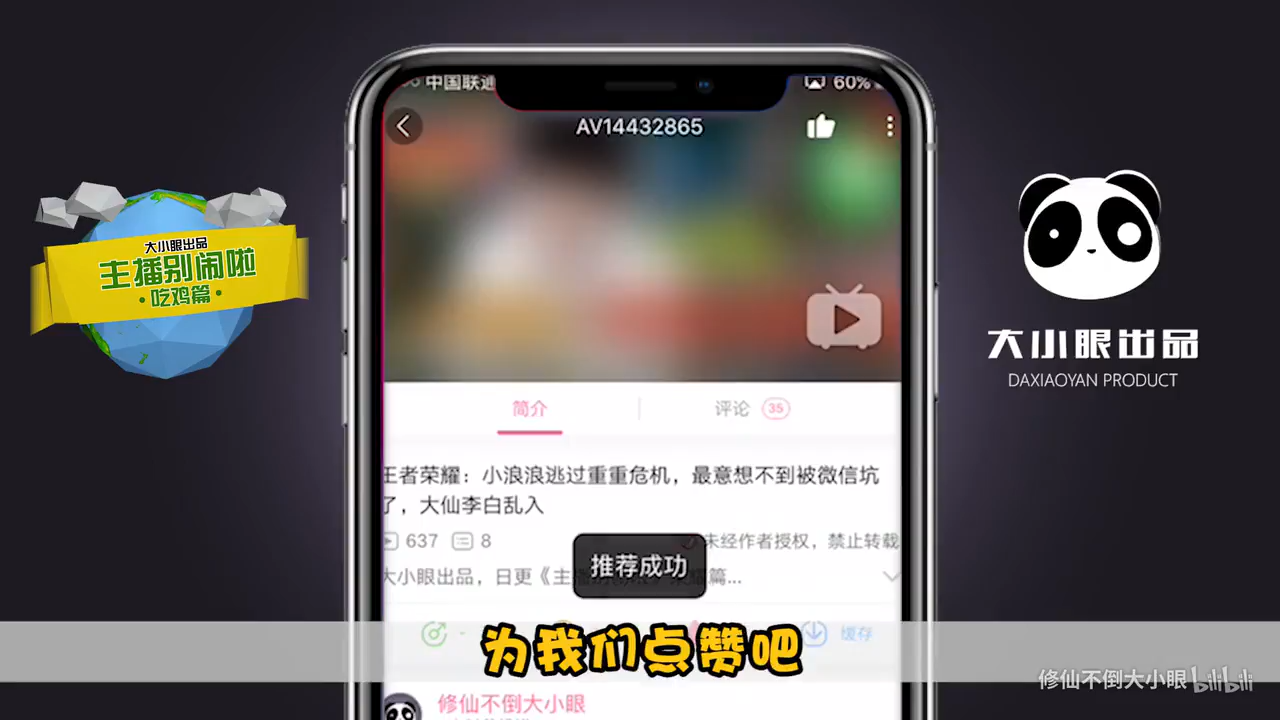 中国联通
60%
AV14432865
大小眼出品
主播别闹啦
·吃鸡篇·
大小眼出品
DAXIAOYAN PRODUCT
简介
评论 35
王者荣耀：小浪浪逃过重重危机，最意想不到被微信坑
了，大仙李白乱入
637 8 未经作者授权，禁止转载
大小眼出品，日更《主 篇...
推荐成功
缓存
为我们点赞吧
修仙不倒大小眼 bilibili
修仙不倒大小眼